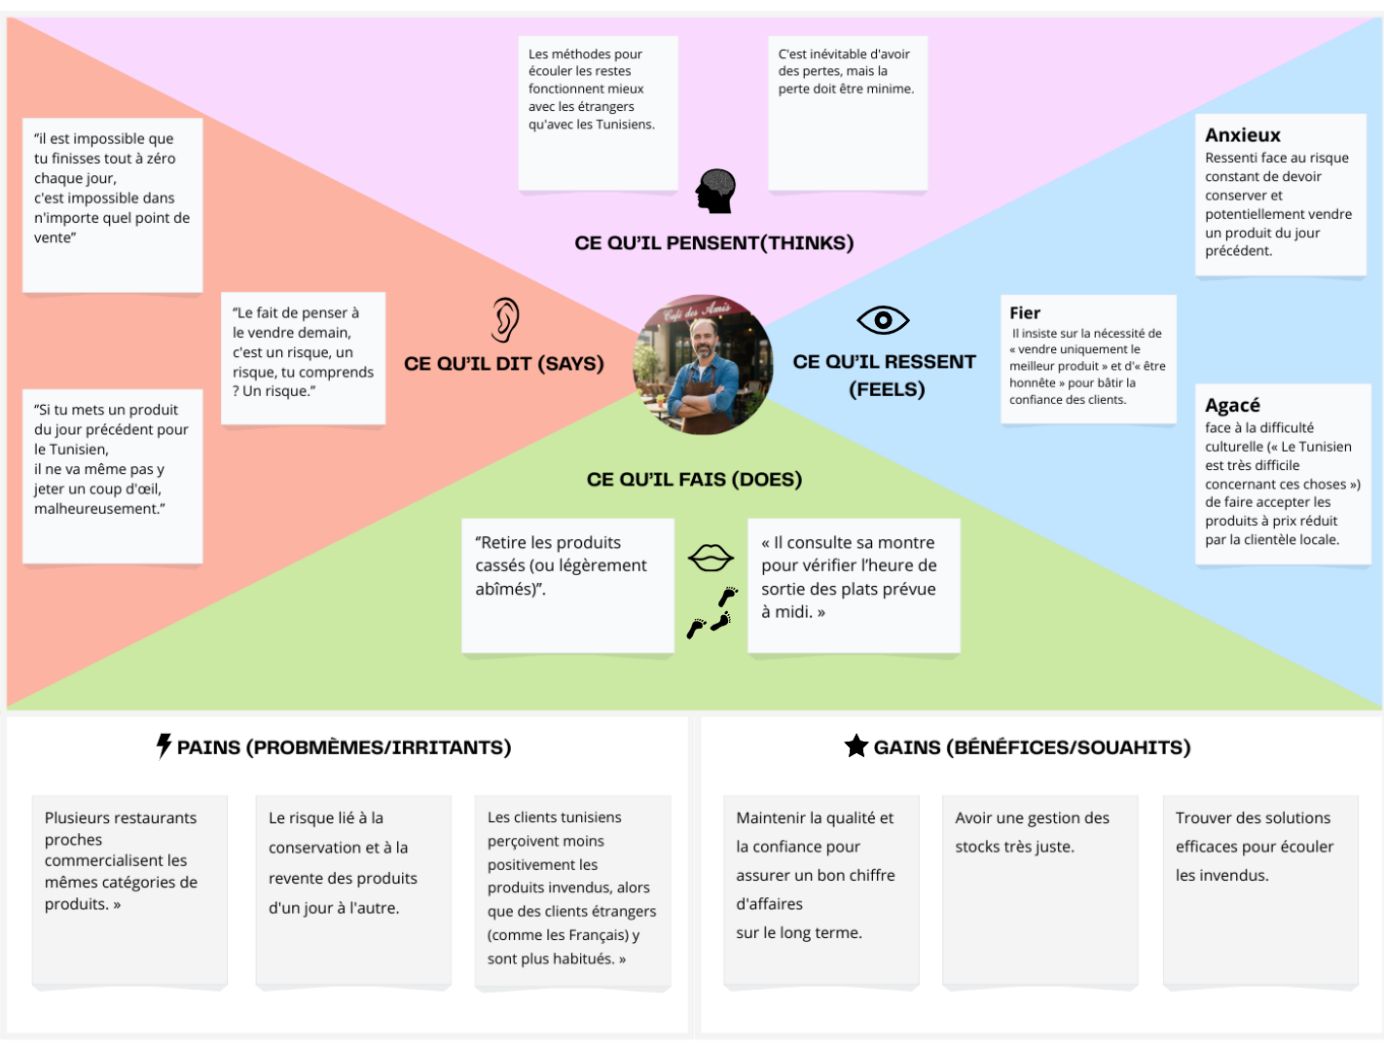 Les méthodes pour
écouler les restes
fonctionnent mieux
avec les étrangers
qu'avec les Tunisiens.
C'est inévitable d'avoir
des pertes, mais la
perte doit être minime.
CE QU'IL PENSENT(THINKS)
"il est impossible que
tu finisses tout à zéro
chaque jour,
c'est impossible dans
n'importe quel point de
vente"
"Le fait de penser à
le vendre demain,
c'est un risque, un
risque, tu comprends
? Un risque."
"Si tu mets un produit
du jour précédent pour
le Tunisien,
il ne va même pas y
jeter un coup d'œil,
malheureusement."
CE QU'IL DIT (SAYS)
Café des Amis
CE QU'IL RESSENT
(FEELS)
Fier
Il insiste sur la nécessité de
« vendre uniquement le
meilleur produit » et d'« être
honnête » pour bâtir la
confiance des clients.
Anxieux
Ressenti face au risque
constant de devoir
conserver et
potentiellement vendre
un produit du jour
précédent.
Agacé
face à la difficulté
culturelle (« Le Tunisien
est très difficile
concernant ces choses »)
de faire accepter les
produits à prix réduit
par la clientèle locale.
CE QU'IL FAIS (DOES)
"Retire les produits
cassés (ou légèrement
abîmés)".
« Il consulte sa montre
pour vérifier l'heure de
sortie des plats prévue
à midi. »
PAINS (PROBMÈMES/IRRITANTS)
Plusieurs restaurants
proches
commercialisent les
mêmes catégories de
produits. »
Le risque lié à la
conservation et à la
revente des produits
d'un jour à l'autre.
Les clients tunisiens
perçoivent moins
positivement les
produits invendus, alors
que des clients étrangers
(comme les Français) y
sont plus habitués. »
GAINS (BÉNÉFICES/SOUAHITS)
Maintenir la qualité et
la confiance pour
assurer un bon chiffre
d'affaires
sur le long terme.
Avoir une gestion des
stocks très juste.
Trouver des solutions
efficaces pour écouler
les invendus.